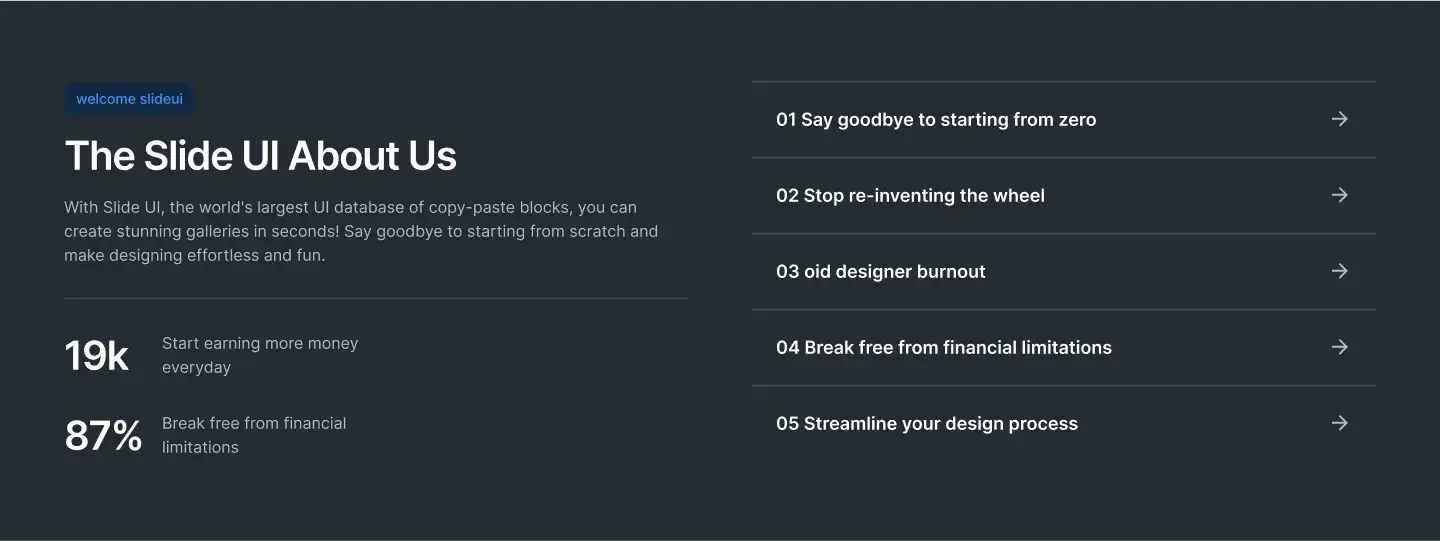 welcome slideui
The Slide UI About Us
With Slide UI, the world's largest UI database of copy-paste blocks, you can
create stunning galleries in seconds! Say goodbye to starting from scratch and
make designing effortless and fun.
19k
Start earning more money
everyday
87%
Break free from financial
limitations
01 Say goodbye to starting from zero
02 Stop re-inventing the wheel
03 oid designer burnout
04 Break free from financial limitations
05 Streamline your design process